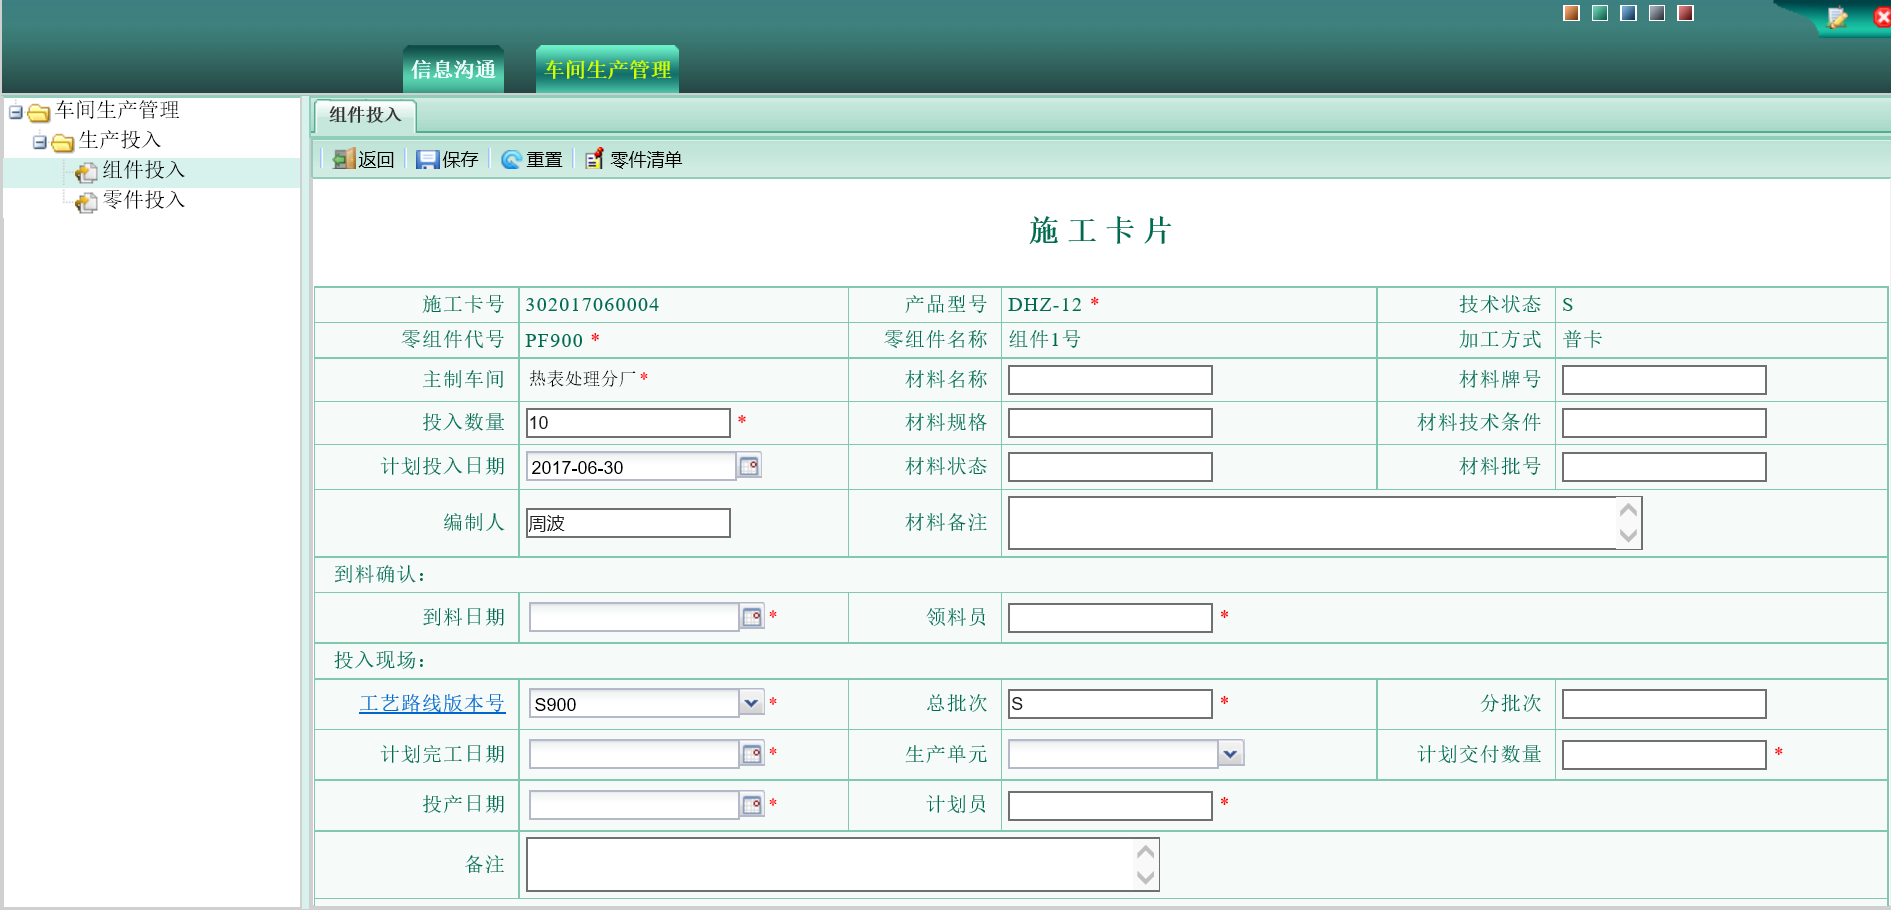 信息沟通 车间生产管理
车间生产管理
生产投入
组件投入
零件投入
组件投入
返回 保存 重置 零件清单
施工卡片
施工卡号 302017060004 产品型号 DHZ-12 * 技术状态 S
零组件代号 PF900 * 零组件名称 组件1号 加工方式 普卡
主制车间 热表处理分厂 * 材料名称 材料牌号
投入数量 10 * 材料规格 材料技术条件
计划投入日期 2017-06-30 材料状态 材料批号
编制人 周波 材料备注
到料确认：
到料日期 * 领料员 *
投入现场：
工艺路线版本号 S900 * 总批次 S * 分批次
计划完工日期 * 生产单元 计划交付数量 *
投产日期 * 计划员 *
备注